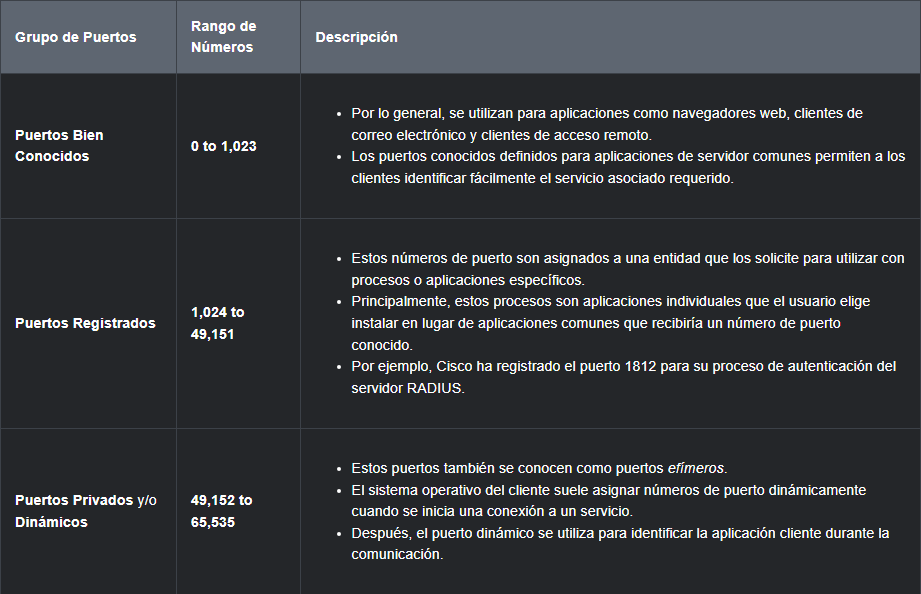 Grupo de Puertos
Rango de
Números
Descripción
Puertos Bien
Conocidos
0 to 1,023
• Por lo general, se utilizan para aplicaciones como navegadores web, clientes de
correo electrónico y clientes de acceso remoto.
• Los puertos conocidos definidos para aplicaciones de servidor comunes permiten a los
clientes identificar fácilmente el servicio asociado requerido.
Puertos Registrados
1,024 to
49,151
• Estos números de puerto son asignados a una entidad que los solicite para utilizar con
procesos o aplicaciones específicos.
• Principalmente, estos procesos son aplicaciones individuales que el usuario elige
instalar en lugar de aplicaciones comunes que recibiría un número de puerto
conocido.
• Por ejemplo, Cisco ha registrado el puerto 1812 para su proceso de autenticación del
servidor RADIUS.
Puertos Privados y/o
Dinámicos
49,152 to
65,535
• Estos puertos también se conocen como puertos efímeros.
• El sistema operativo del cliente suele asignar números de puerto dinámicamente
cuando se inicia una conexión a un servicio.
• Después, el puerto dinámico se utiliza para identificar la aplicación cliente durante la
comunicación.